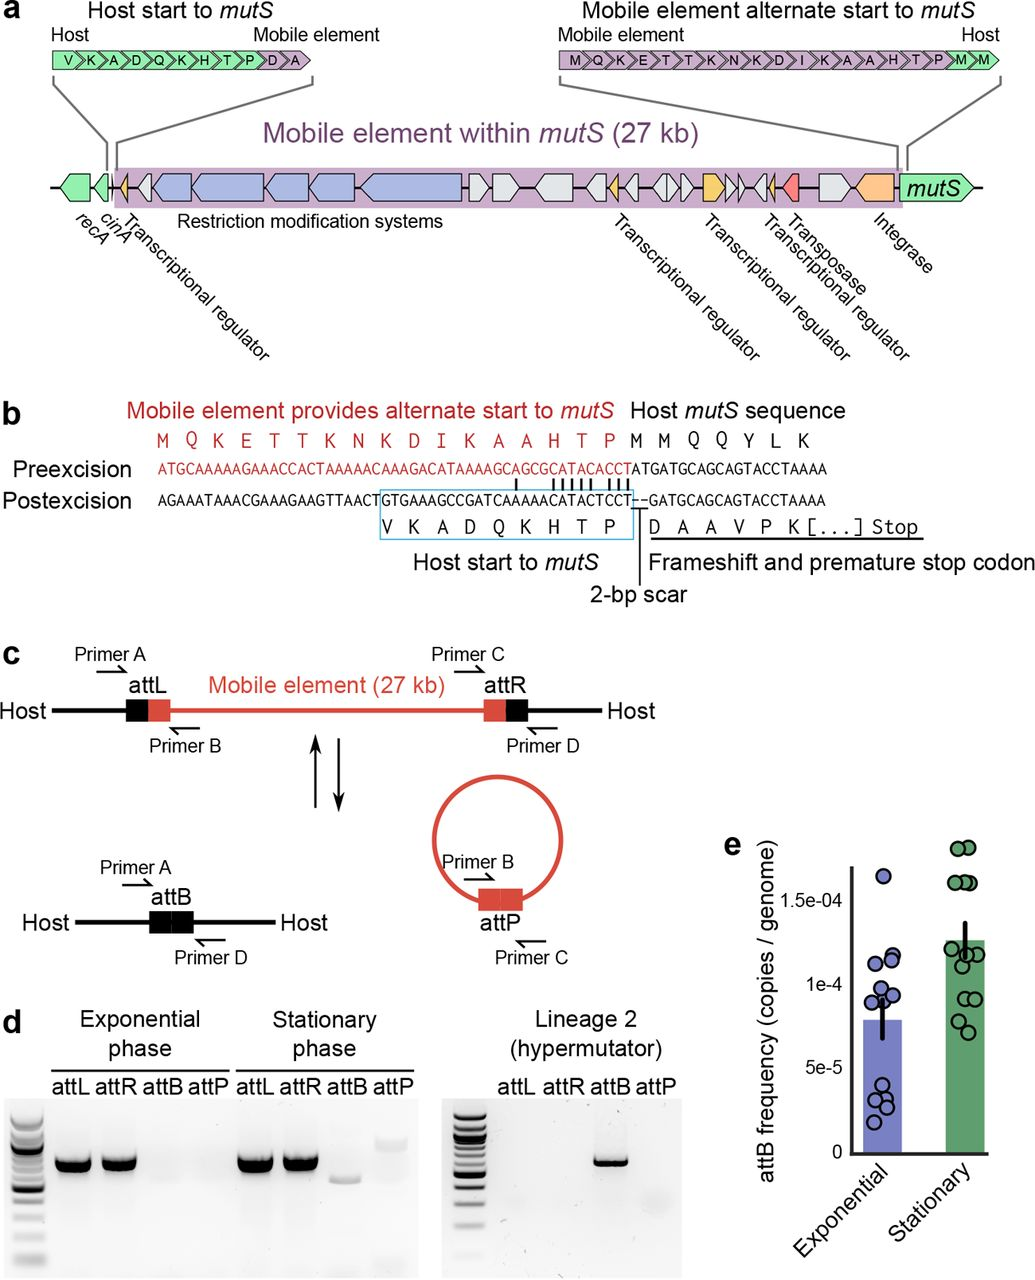 a
Host start to mutS
Mobile element alternate start to mutS
Host
Mobile element
Mobile element
Host
V K A D Q K H T P D A
M Q K E T T K N K D I K A A H T P M M
Mobile element within mutS (27 kb)
mutS
recA
cinA
Transcriptional regulator
Restriction modification systems
Transcriptional regulator
Transcriptional regulator
Transcriptional regulator
Transposase
Integrase
b
Mobile element provides alternate start to mutS
Host mutS sequence
M Q K E T T K N K D I K A A H T P M M Q Q Y L K
Preexcision
ATGCAAAAAGAAACCACTAAAAACAAAGACATAAAAGCAGCGCATACACCTATGATGCAGCAGTACCTAAAA
Postexcision
AGAAATAAACGAAAGAAGTTAACTGTGAAAGCCGATCAAAAACATACTCCT--GATGCAGCAGTACCTAAAA
V K A D Q K H T P D A A V P K [...] Stop
Host start to mutS
Frameshift and premature stop codon
2-bp scar
c
Primer A
Primer C
attL
Mobile element (27 kb)
attR
Host
Host
Primer B
Primer D
Primer A
Primer B
attB
Host
Host
attP
Primer D
Primer C
d
Exponential
phase
Stationary
phase
Lineage 2
(hypermutator)
attL attR attB attP
attL attR attB attP
attL attR attB attP
e
attB frequency (copies / genome)
1.5e-04
1e-4
5e-5
0
Exponential
Stationary